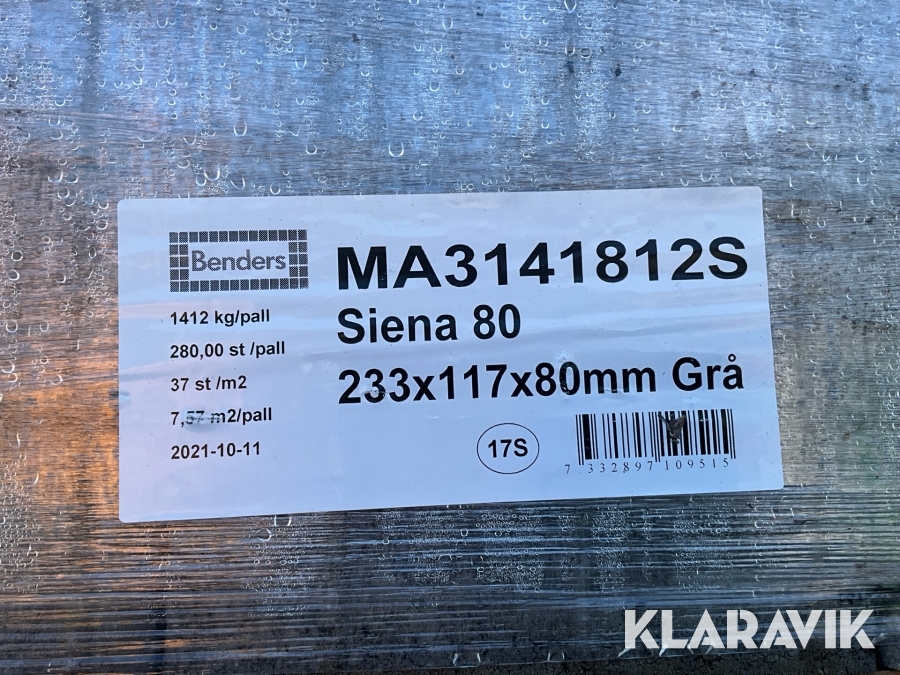 Benders
MA3141812S
Siena 80
233x117x80mm Grå
1412 kg/pall
280,00 st /pall
37 st /m2
7,57 m2/pall
2021-10-11
17S
7 332897 109515
KLARAVIK